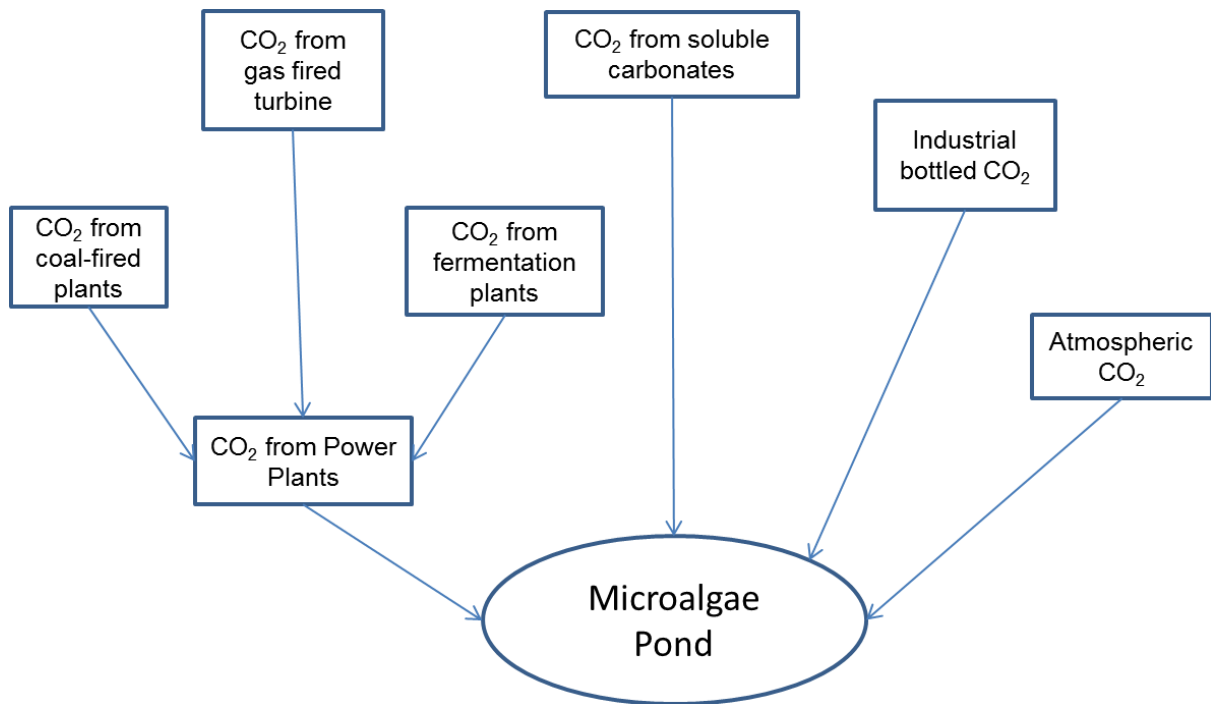 CO₂ from
gas fired
turbine
CO₂ from soluble
carbonates
Industrial
bottled CO₂
CO₂ from
coal-fired
plants
CO₂ from
fermentation
plants
Atmospheric
CO₂
CO₂ from Power
Plants
Microalgae
Pond